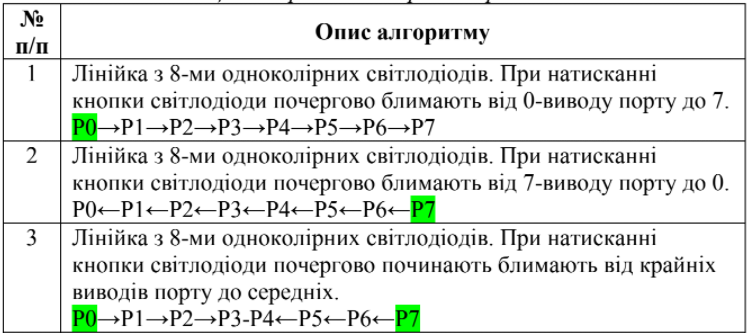 №
п/п
Опис алгоритму
1
Лінійка з 8-ми одноколірних світлодіодів. При натисканні
кнопки світлодіоди почергово блимають від 0-виводу порту до 7.
P0→P1→P2→P3→P4→P5→P6→P7
2
Лінійка з 8-ми одноколірних світлодіодів. При натисканні
кнопки світлодіоди почергово блимають від 7-виводу порту до 0.
P0←P1←P2←P3←P4←P5←P6←P7
3
Лінійка з 8-ми одноколірних світлодіодів. При натисканні
кнопки світлодіоди почергово починають блимають від крайніх
виводів порту до середніх.
P0→P1→P2→P3-P4←P5←P6←P7